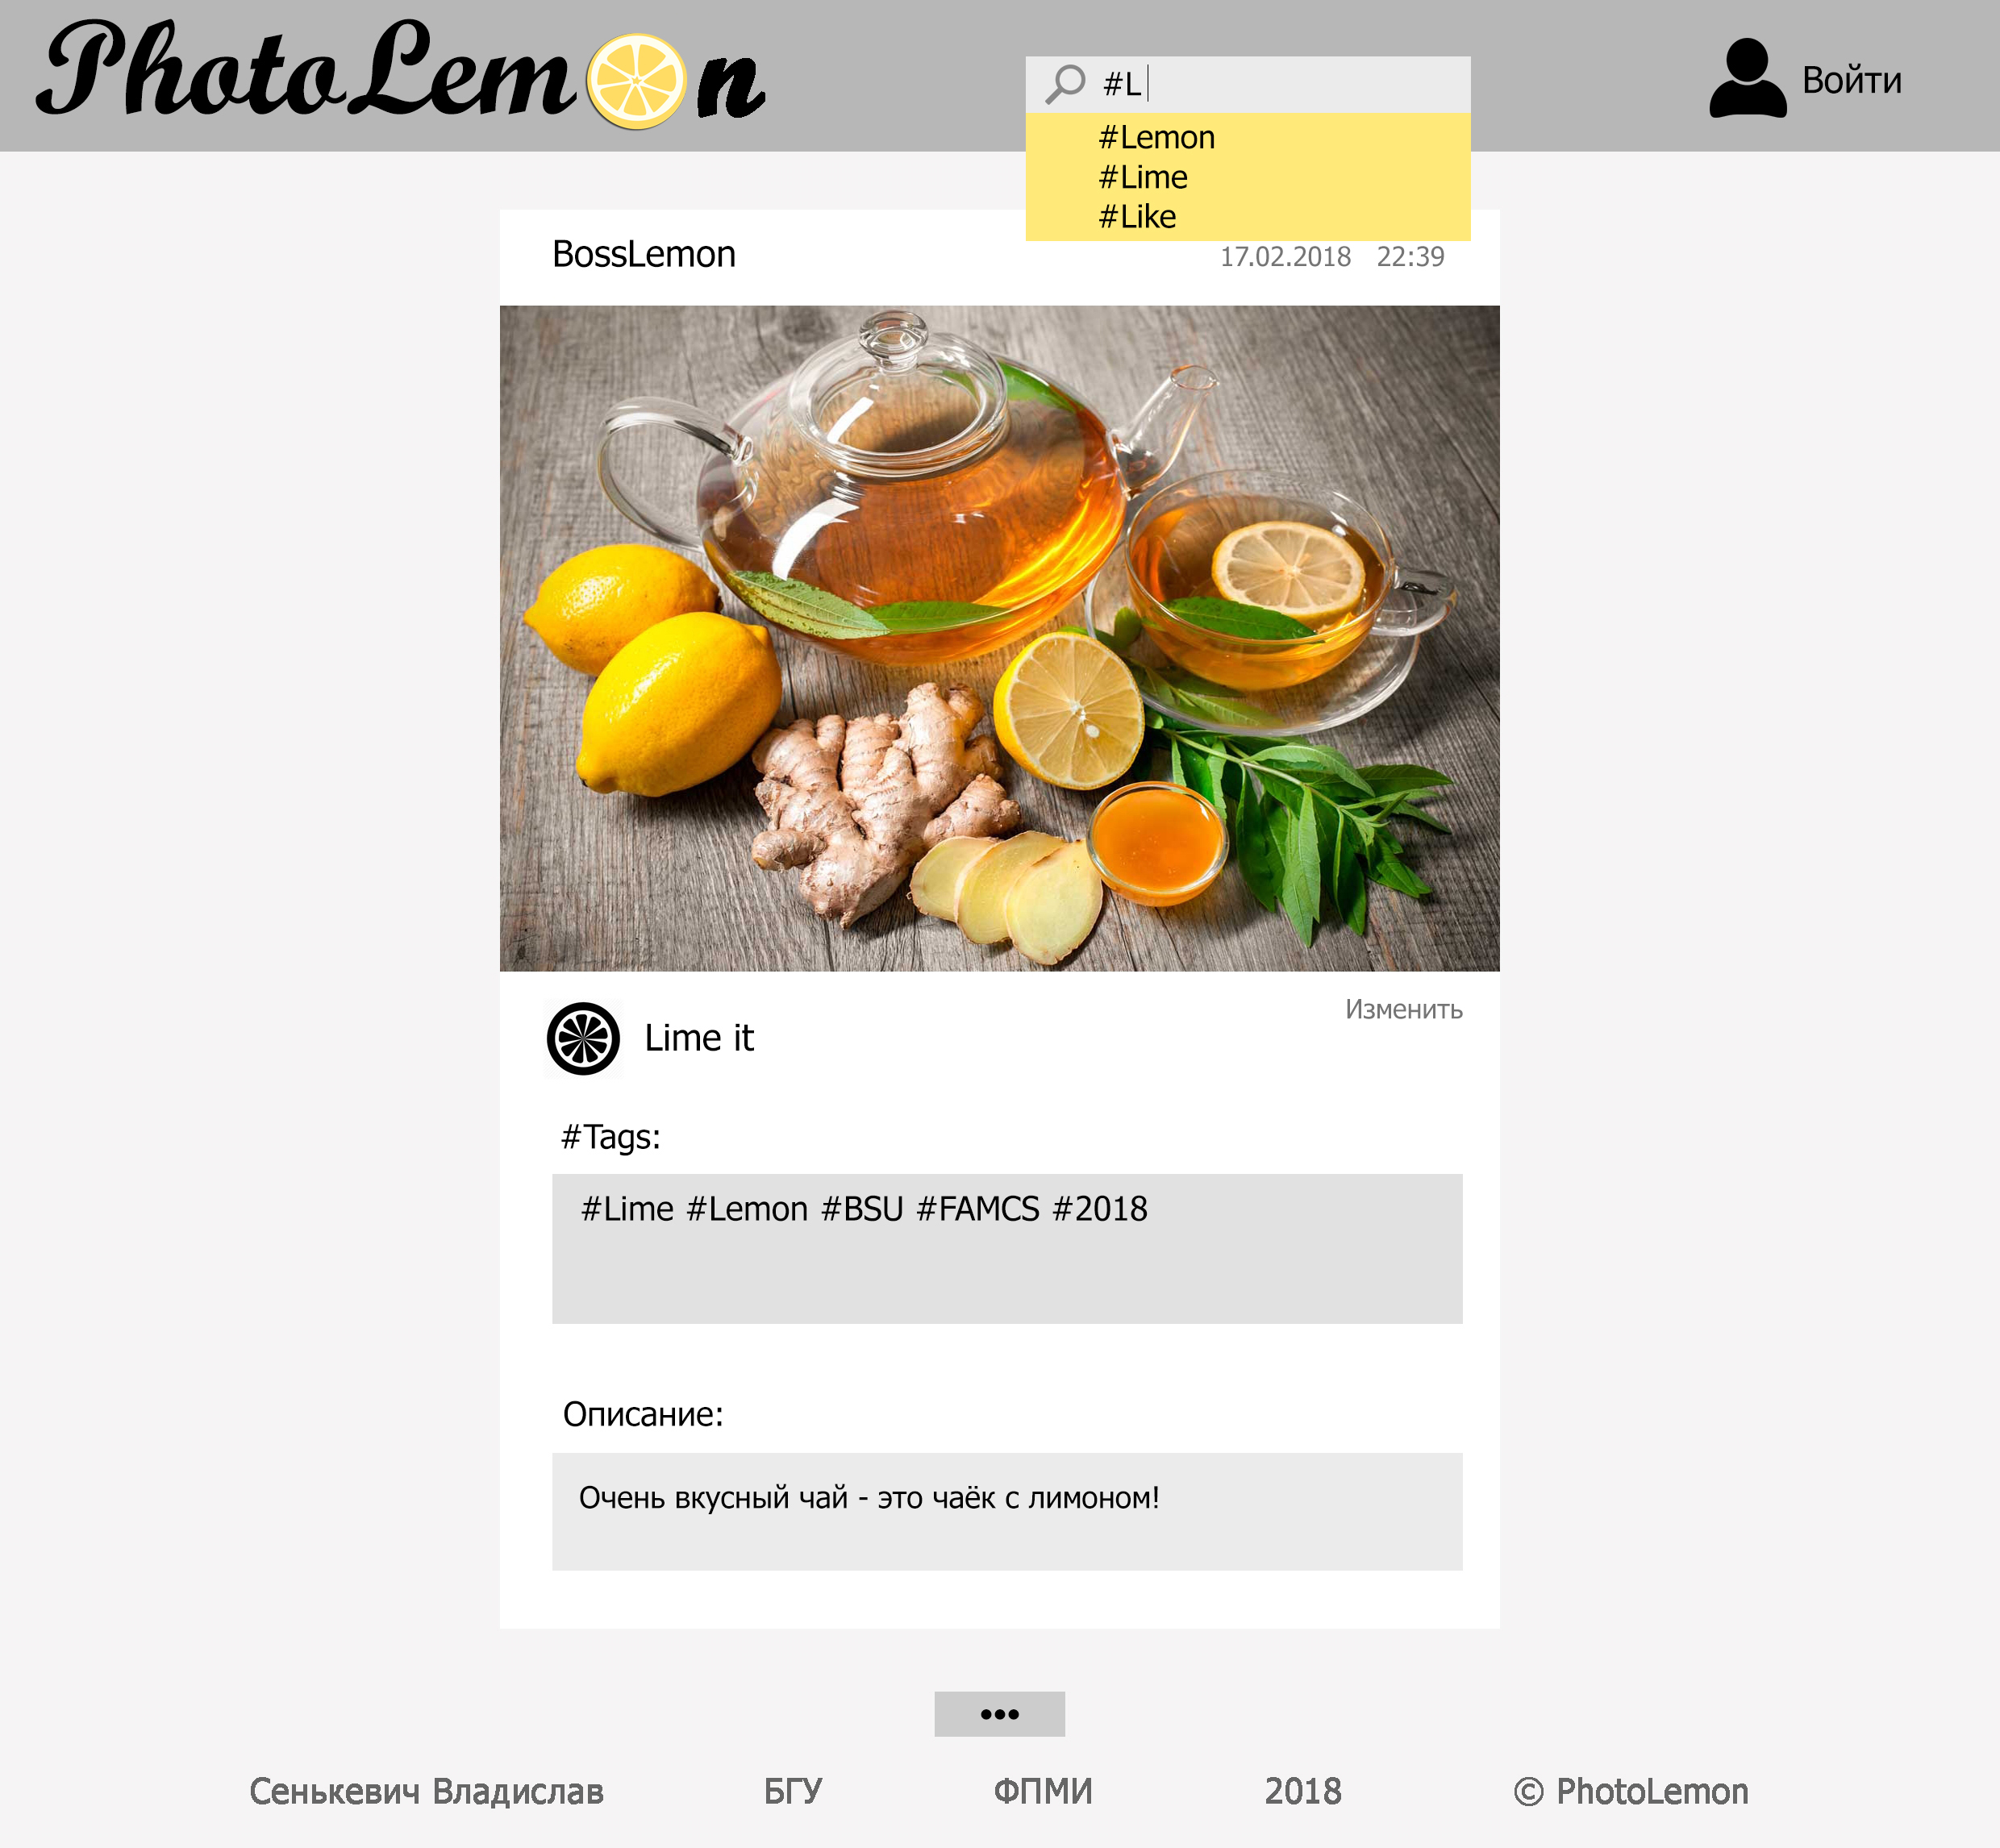 PhotoLemon
#L
Войти
#Lemon
#Lime
#Like
BossLemon
17.02.2018 22:39
Lime it
Изменить
#Tags:
#Lime #Lemon #BSU #FAMCS #2018
Описание:
Очень вкусный чай - это чаёк с лимоном!
•••
Сенькевич Владислав БГУ ФПМИ 2018 © PhotoLemon